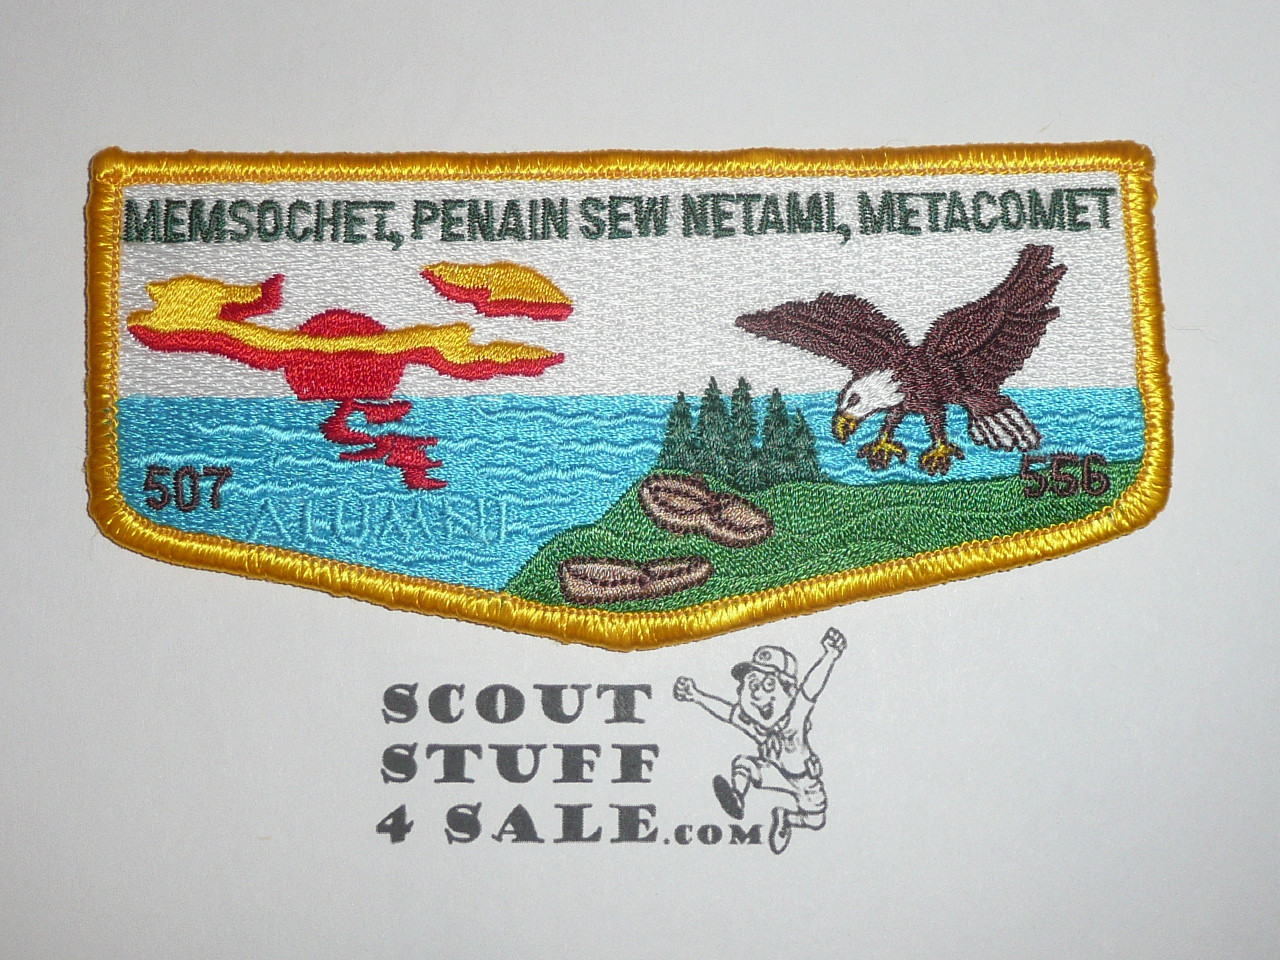 MEMSOCHET, PENAIN SEW NETAMI, METACOMET
507
556
ALUMNI
SCOUT
STUFF
4 SALE.COM